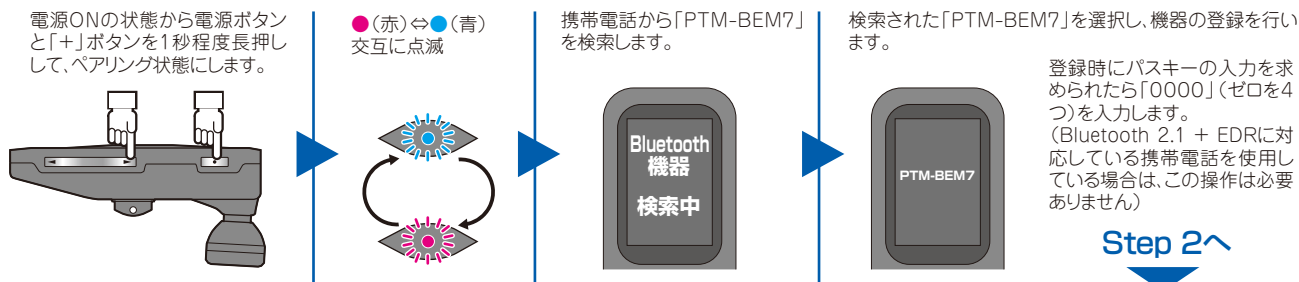 電源ONの状態から電源ボタン
と「+」ボタンを1秒程度長押し
して、ペアリング状態にします。
●(赤)⇔●(青)
交互に点滅
携帯電話から「PTM-BEM7」
を検索します。
Bluetooth
機器
検索中
検索された「PTM-BEM7」を選択し、機器の登録を行い
ます。
PTM-BEM7
登録時にパスキーの入力を求
められたら「0000」(ゼロを4
つ)を入力します。
(Bluetooth 2.1 + EDRに対
応している携帯電話を使用し
ている場合は、この操作は必要
ありません)
Step 2へ